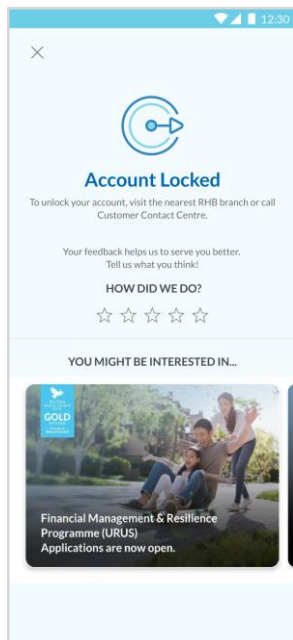 12:30
Account Locked
To unlock your account, visit the nearest RHB branch or call
Customer Contact Centre.
Your feedback helps us to serve you better.
Tell us what you think!
HOW DID WE DO?
YOU MIGHT BE INTERESTED IN...
GOLD
Financial Management & Resilience
Programme (URUS)
Applications are now open.